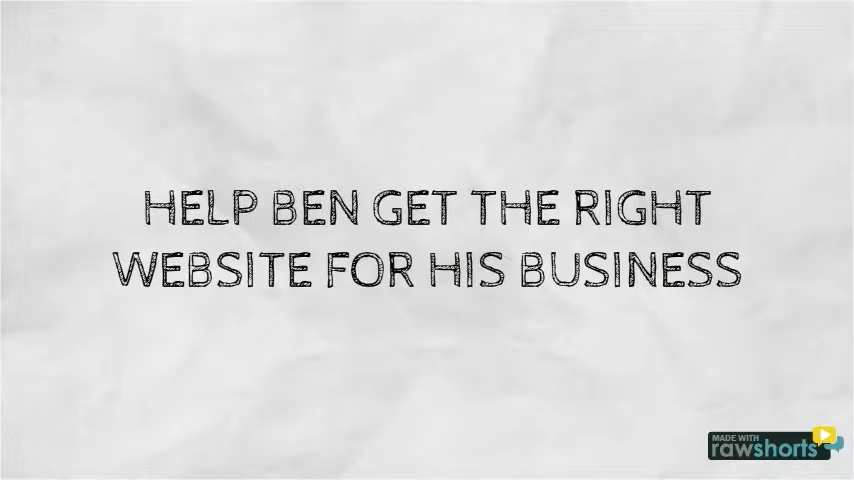 HELP BEN GET THE RIGHT
WEBSITE FOR HIS BUSINESS
MADE WITH
rawshorts